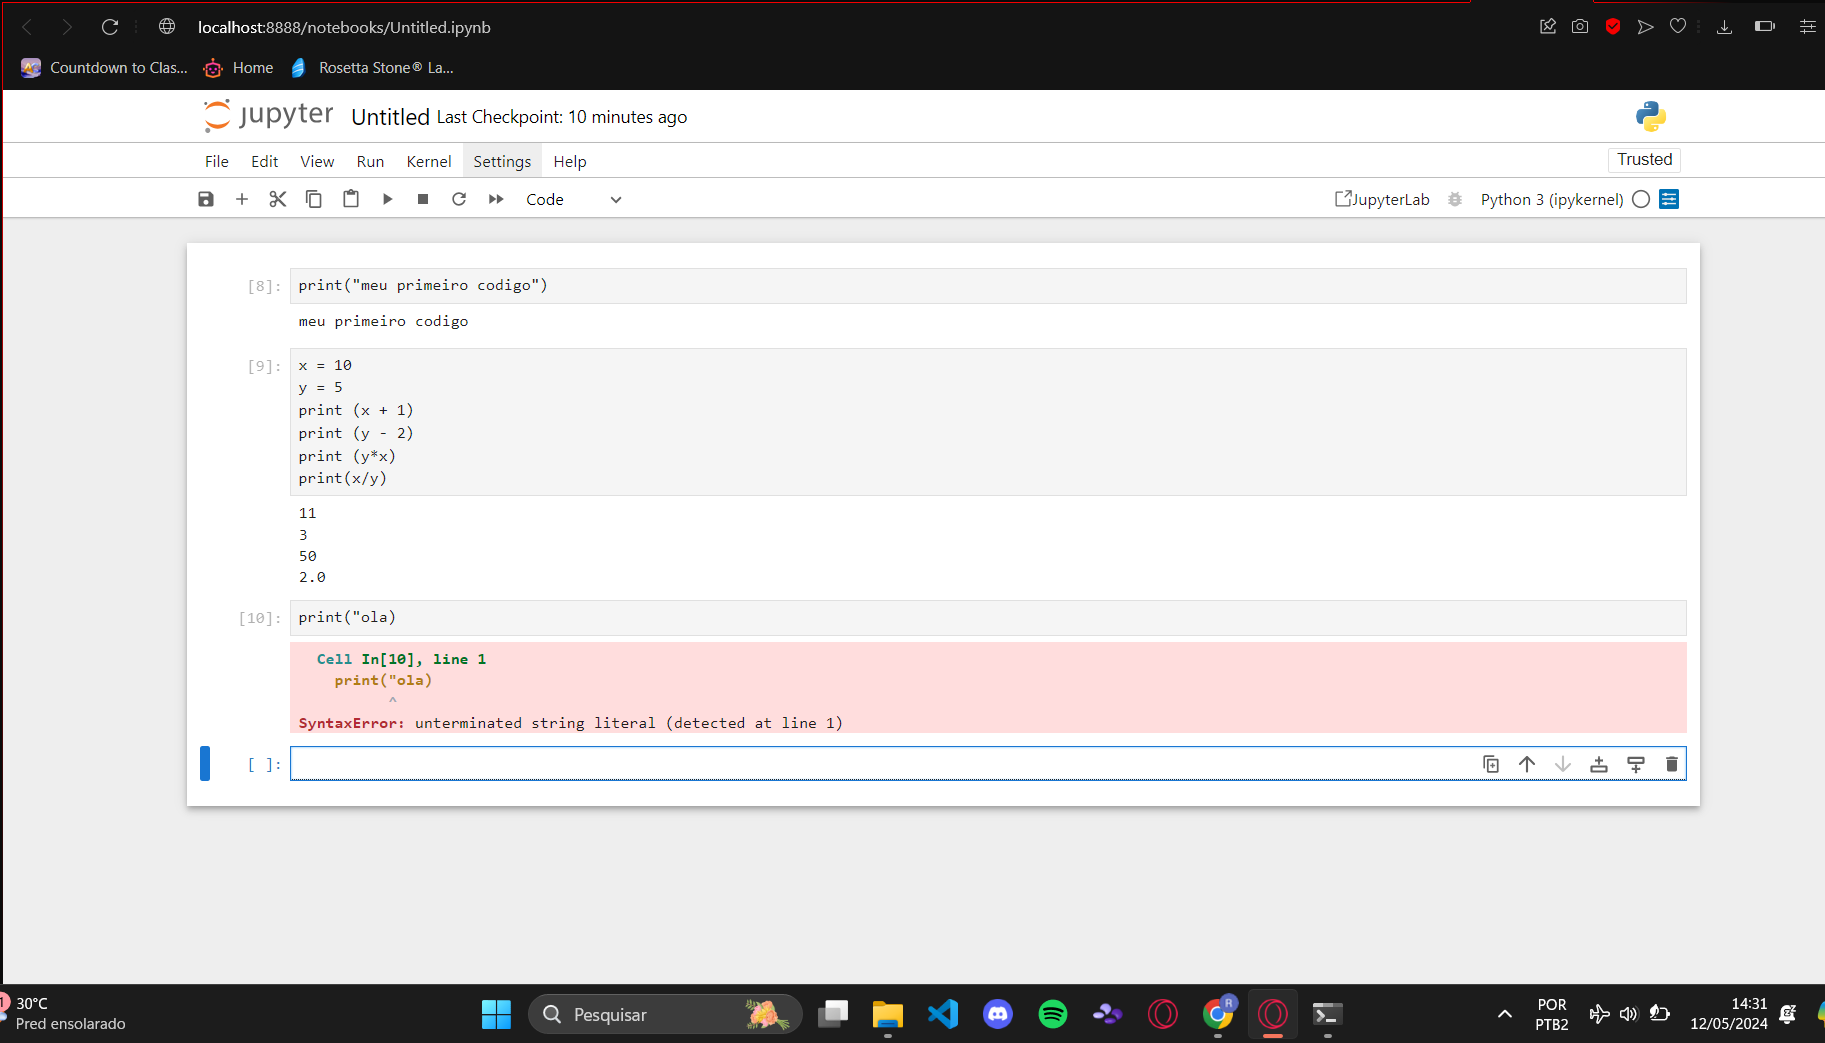 localhost:8888/notebooks/Untitled.ipynb
Countdown to Clas...
Home
Rosetta Stone® La...
jupyter
Untitled Last Checkpoint: 10 minutes ago
File Edit View Run Kernel Settings Help
Trusted
Code
JupyterLab
Python 3 (ipykernel)
[8]: print("meu primeiro codigo")
meu primeiro codigo
[9]: x = 10
y = 5
print (x + 1)
print (y - 2)
print (y*x)
print(x/y)
11
3
50
2.0
[10]: print("ola)
Cell In[10], line 1
print("ola)
^
SyntaxError: unterminated string literal (detected at line 1)
[ ]:
1
30°C
Pred ensolarado
Pesquisar
R
POR
PTB2
14:31
12/05/2024